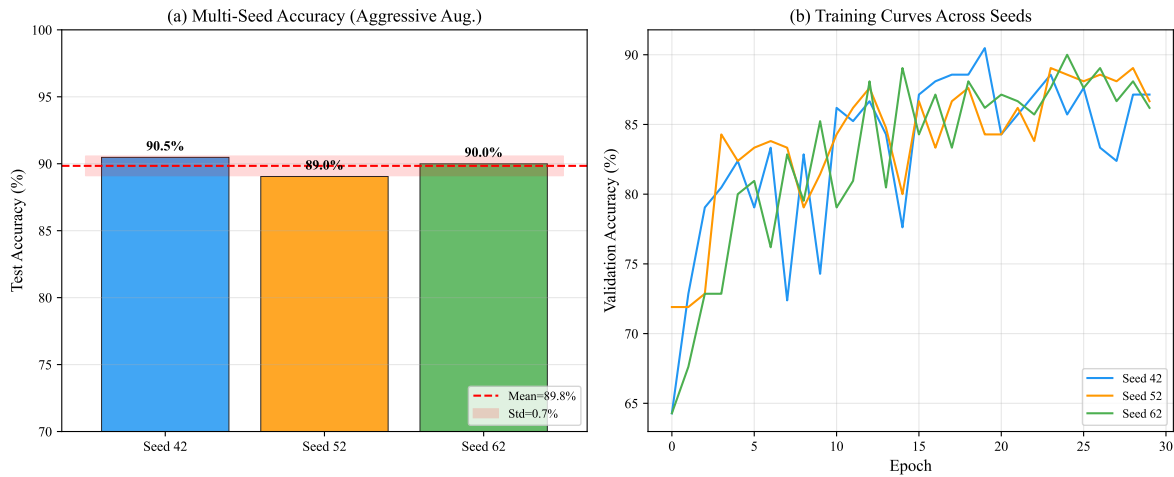 (a) Multi-Seed Accuracy (Aggressive Aug.)
Test Accuracy (%)
100
95
90
85
80
75
70
90.5%
89.0%
90.0%
Seed 42
Seed 52
Seed 62
Mean=89.8%
Std=0.7%
(b) Training Curves Across Seeds
Validation Accuracy (%)
90
85
80
75
70
65
0
5
10
15
20
25
30
Epoch
Seed 42
Seed 52
Seed 62